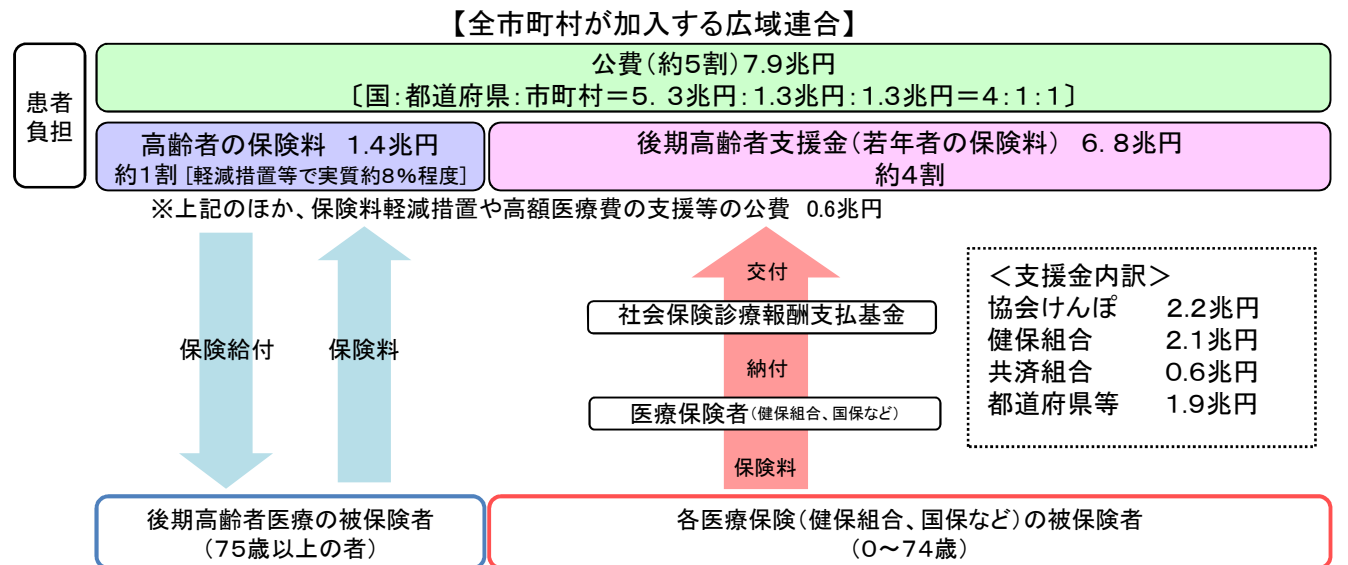 【全市町村が加入する広域連合】
患者
負担
公費(約5割)7.9兆円
〔国:都道府県:市町村=5.3兆円:1.3兆円:1.3兆円=4:1:1〕
高齢者の保険料 1.4兆円
約1割 [軽減措置等で実質約8%程度]
後期高齢者支援金(若年者の保険料) 6.8兆円
約4割
※上記のほか、保険料軽減措置や高額医療費の支援等の公費 0.6兆円
保険給付
保険料
交付
社会保険診療報酬支払基金
納付
医療保険者(健保組合、国保など)
保険料
<支援金内訳>
協会けんぽ 2.2兆円
健保組合 2.1兆円
共済組合 0.6兆円
都道府県等 1.9兆円
後期高齢者医療の被保険者
(75歳以上の者)
各医療保険(健保組合、国保など)の被保険者
(0~74歳)